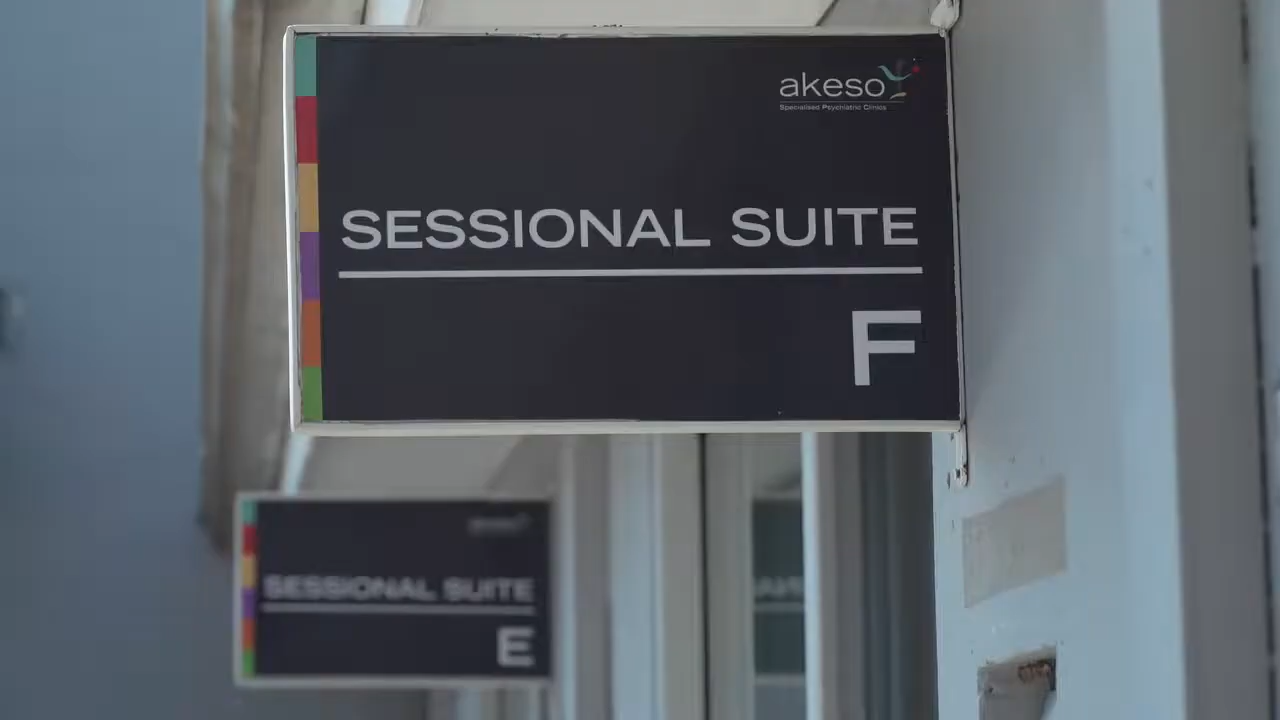 akeso
Specialised Psychiatric Clinics
SESSIONAL SUITE
F
SESSIONAL SUITE
E